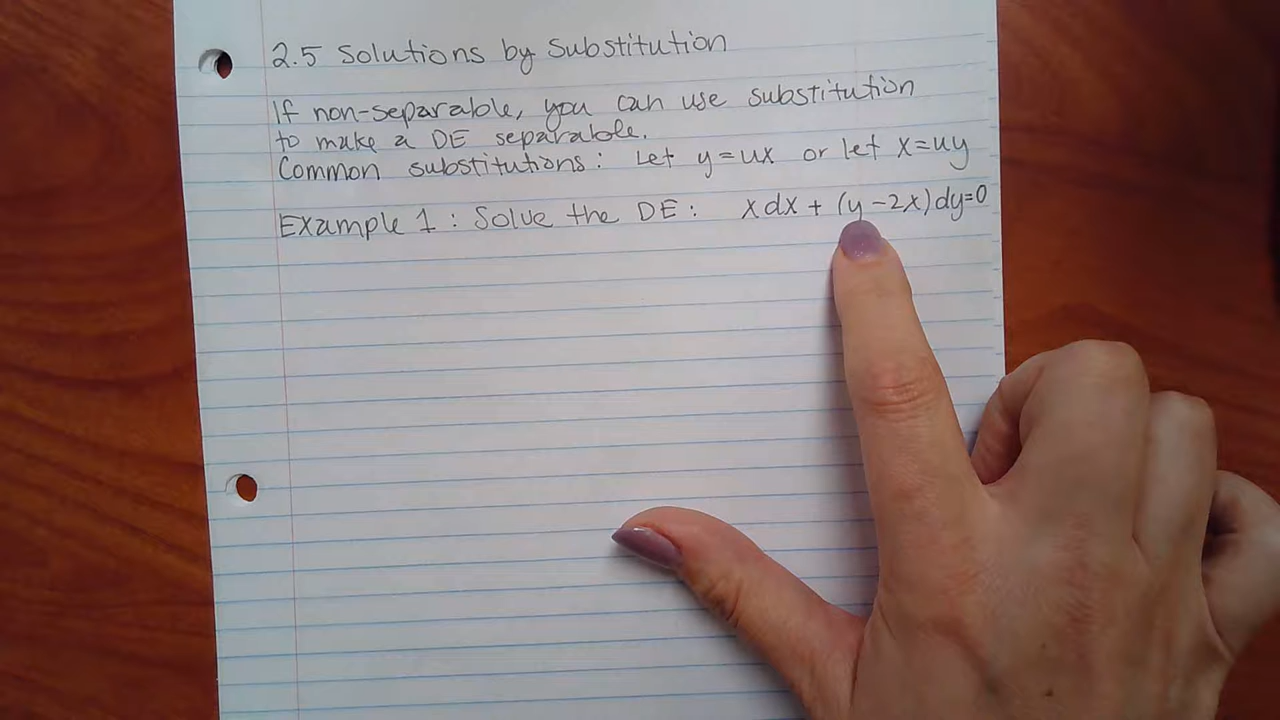 2.5 Solutions by Substitution
If non-separable, you can use substitution
to make a DE separable.
Common substitutions: Let y=ux or let x=uy
Example 1: Solve the DE: xdx + (y-2x)dy=0